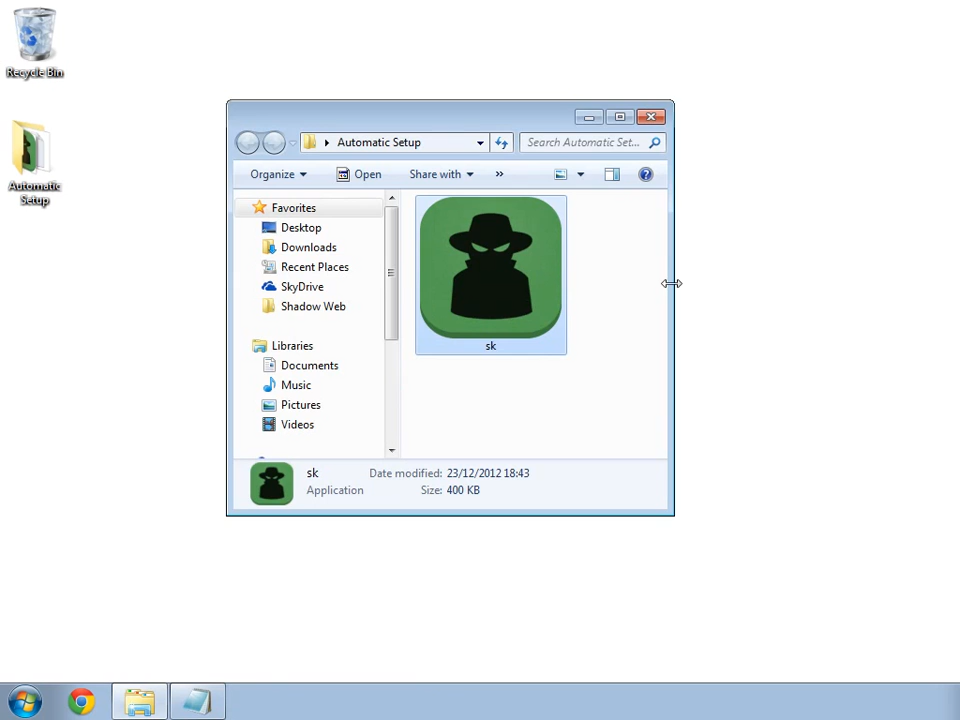 Recycle Bin
Automatic
Setup
Automatic Setup
Search Automatic Set...
Organize
Open
Share with
»
Favorites
Desktop
Downloads
Recent Places
SkyDrive
Shadow Web
Libraries
Documents
Music
Pictures
Videos
sk
sk
Date modified: 23/12/2012 18:43
Application
Size: 400 KB